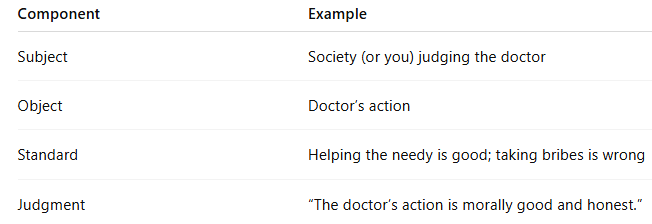 Component Example
Subject Society (or you) judging the doctor
Object Doctor’s action
Standard Helping the needy is good; taking bribes is wrong
Judgment “The doctor’s action is morally good and honest.”